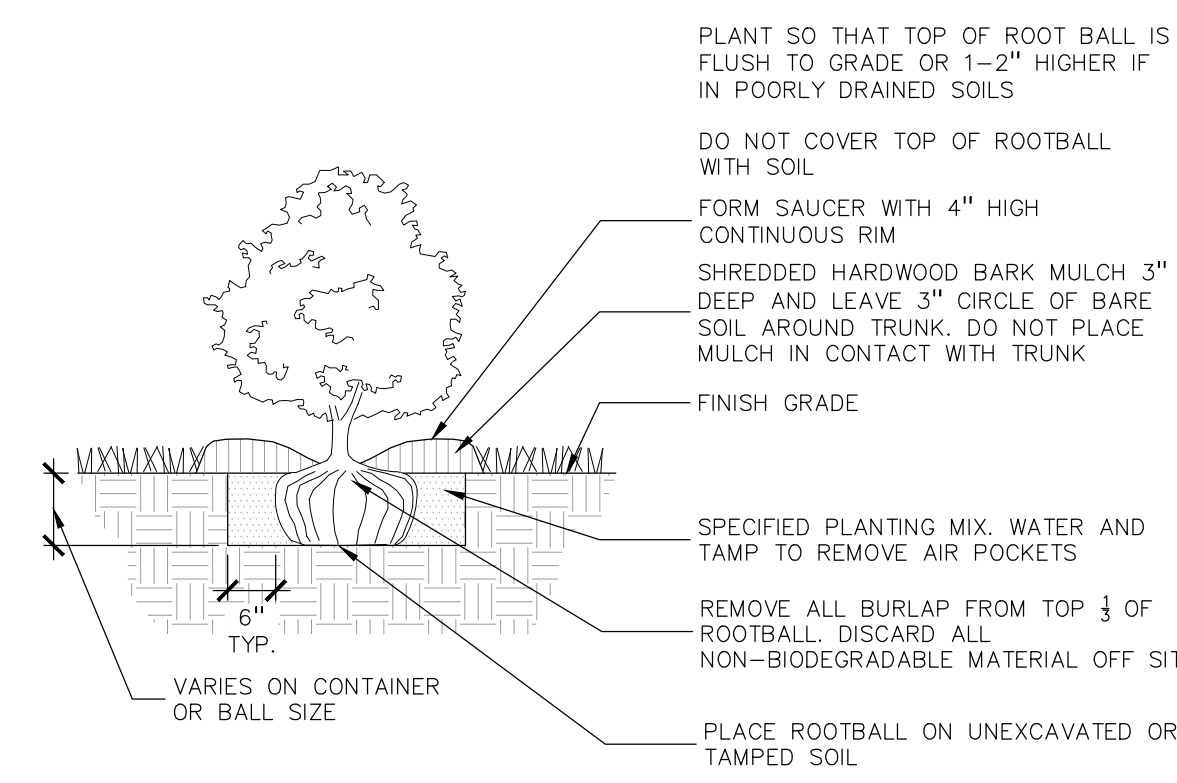 PLANT SO THAT TOP OF ROOT BALL IS
FLUSH TO GRADE OR 1–2" HIGHER IF
IN POORLY DRAINED SOILS
DO NOT COVER TOP OF ROOTBALL
WITH SOIL
FORM SAUCER WITH 4" HIGH
CONTINUOUS RIM
SHREDDED HARDWOOD BARK MULCH 3"
DEEP AND LEAVE 3" CIRCLE OF BARE
SOIL AROUND TRUNK. DO NOT PLACE
MULCH IN CONTACT WITH TRUNK
FINISH GRADE
SPECIFIED PLANTING MIX. WATER AND
TAMP TO REMOVE AIR POCKETS
REMOVE ALL BURLAP FROM TOP 1/3 OF
ROOTBALL. DISCARD ALL
NON–BIODEGRADABLE MATERIAL OFF SIT
PLACE ROOTBALL ON UNEXCAVATED OR
TAMPED SOIL
6"
TYP.
VARIES ON CONTAINER
OR BALL SIZE